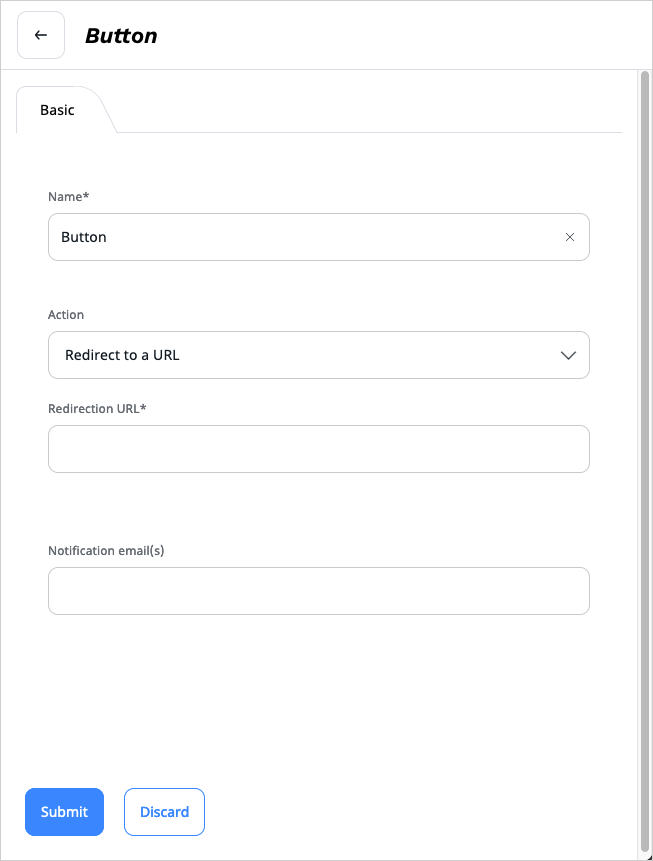 Button
Basic
Name*
Button
Action
Redirect to a URL
Redirection URL*
Notification email(s)
Submit
Discard